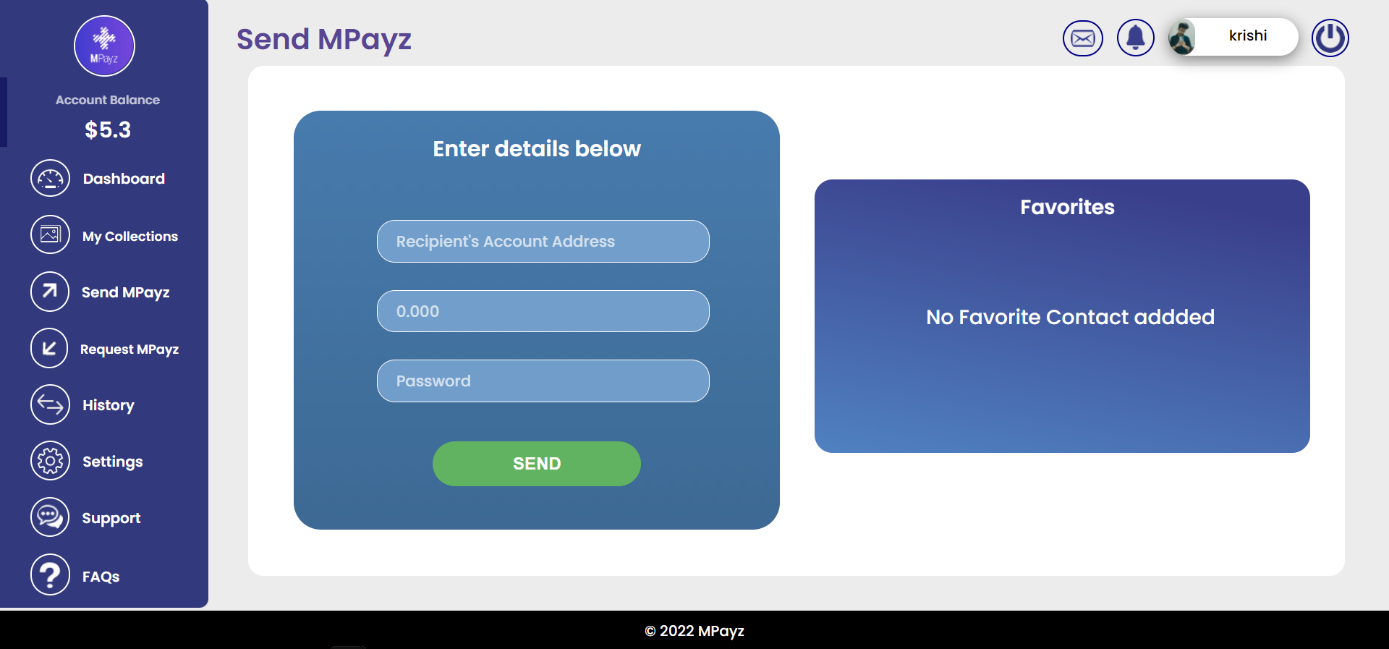 MPayz
Account Balance
$5.3
Dashboard
My Collections
Send MPayz
Request MPayz
History
Settings
Support
FAQs
Send MPayz
krishi
Enter details below
Recipient's Account Address
0.000
Password
SEND
Favorites
No Favorite Contact addded
© 2022 MPayz